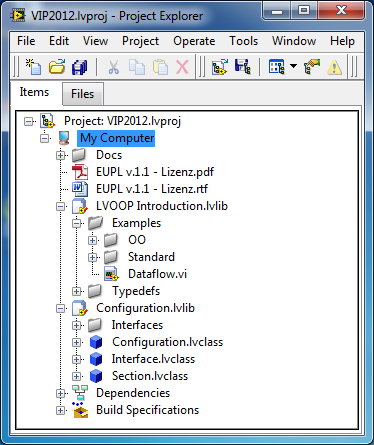 VIP2012.lvproj - Project Explorer
File Edit View Project Operate Tools Window Help
Items Files
Project: VIP2012.lvproj
My Computer
Docs
EUPL v.1.1 - Lizenz.pdf
EUPL v.1.1 - Lizenz.rtf
LVOOP Introduction.lvlib
Examples
OO
Standard
Dataflow.vi
Typedefs
Configuration.lvlib
Interfaces
Configuration.lvclass
Interface.lvclass
Section.lvclass
Dependencies
Build Specifications